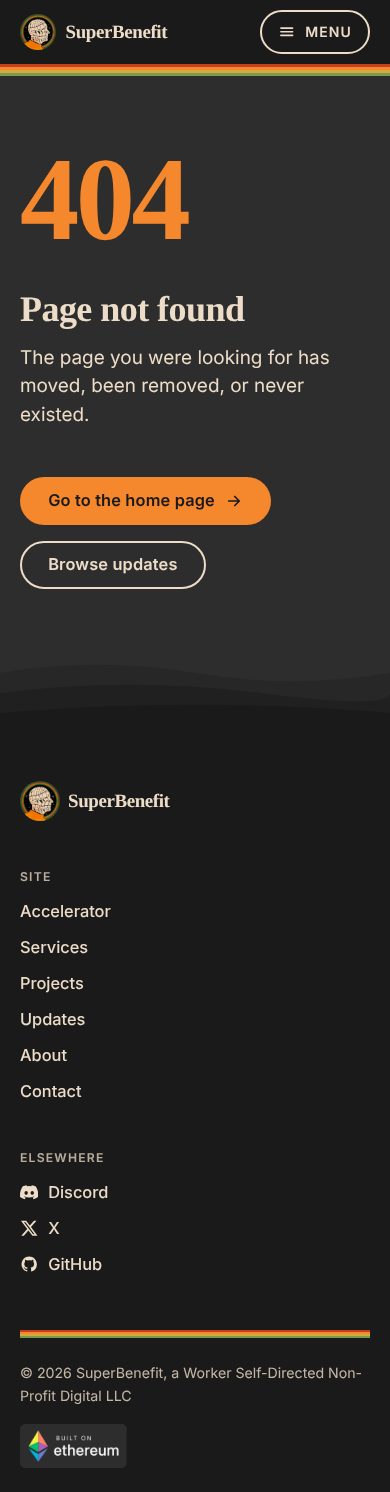 SuperBenefit
MENU
404
Page not found
The page you were looking for has
moved, been removed, or never
existed.
Go to the home page →
Browse updates
SuperBenefit
SITE
Accelerator
Services
Projects
Updates
About
Contact
ELSEWHERE
Discord
X
GitHub
© 2026 SuperBenefit, a Worker Self-Directed Non-
Profit Digital LLC
BUILT ON
ethereum